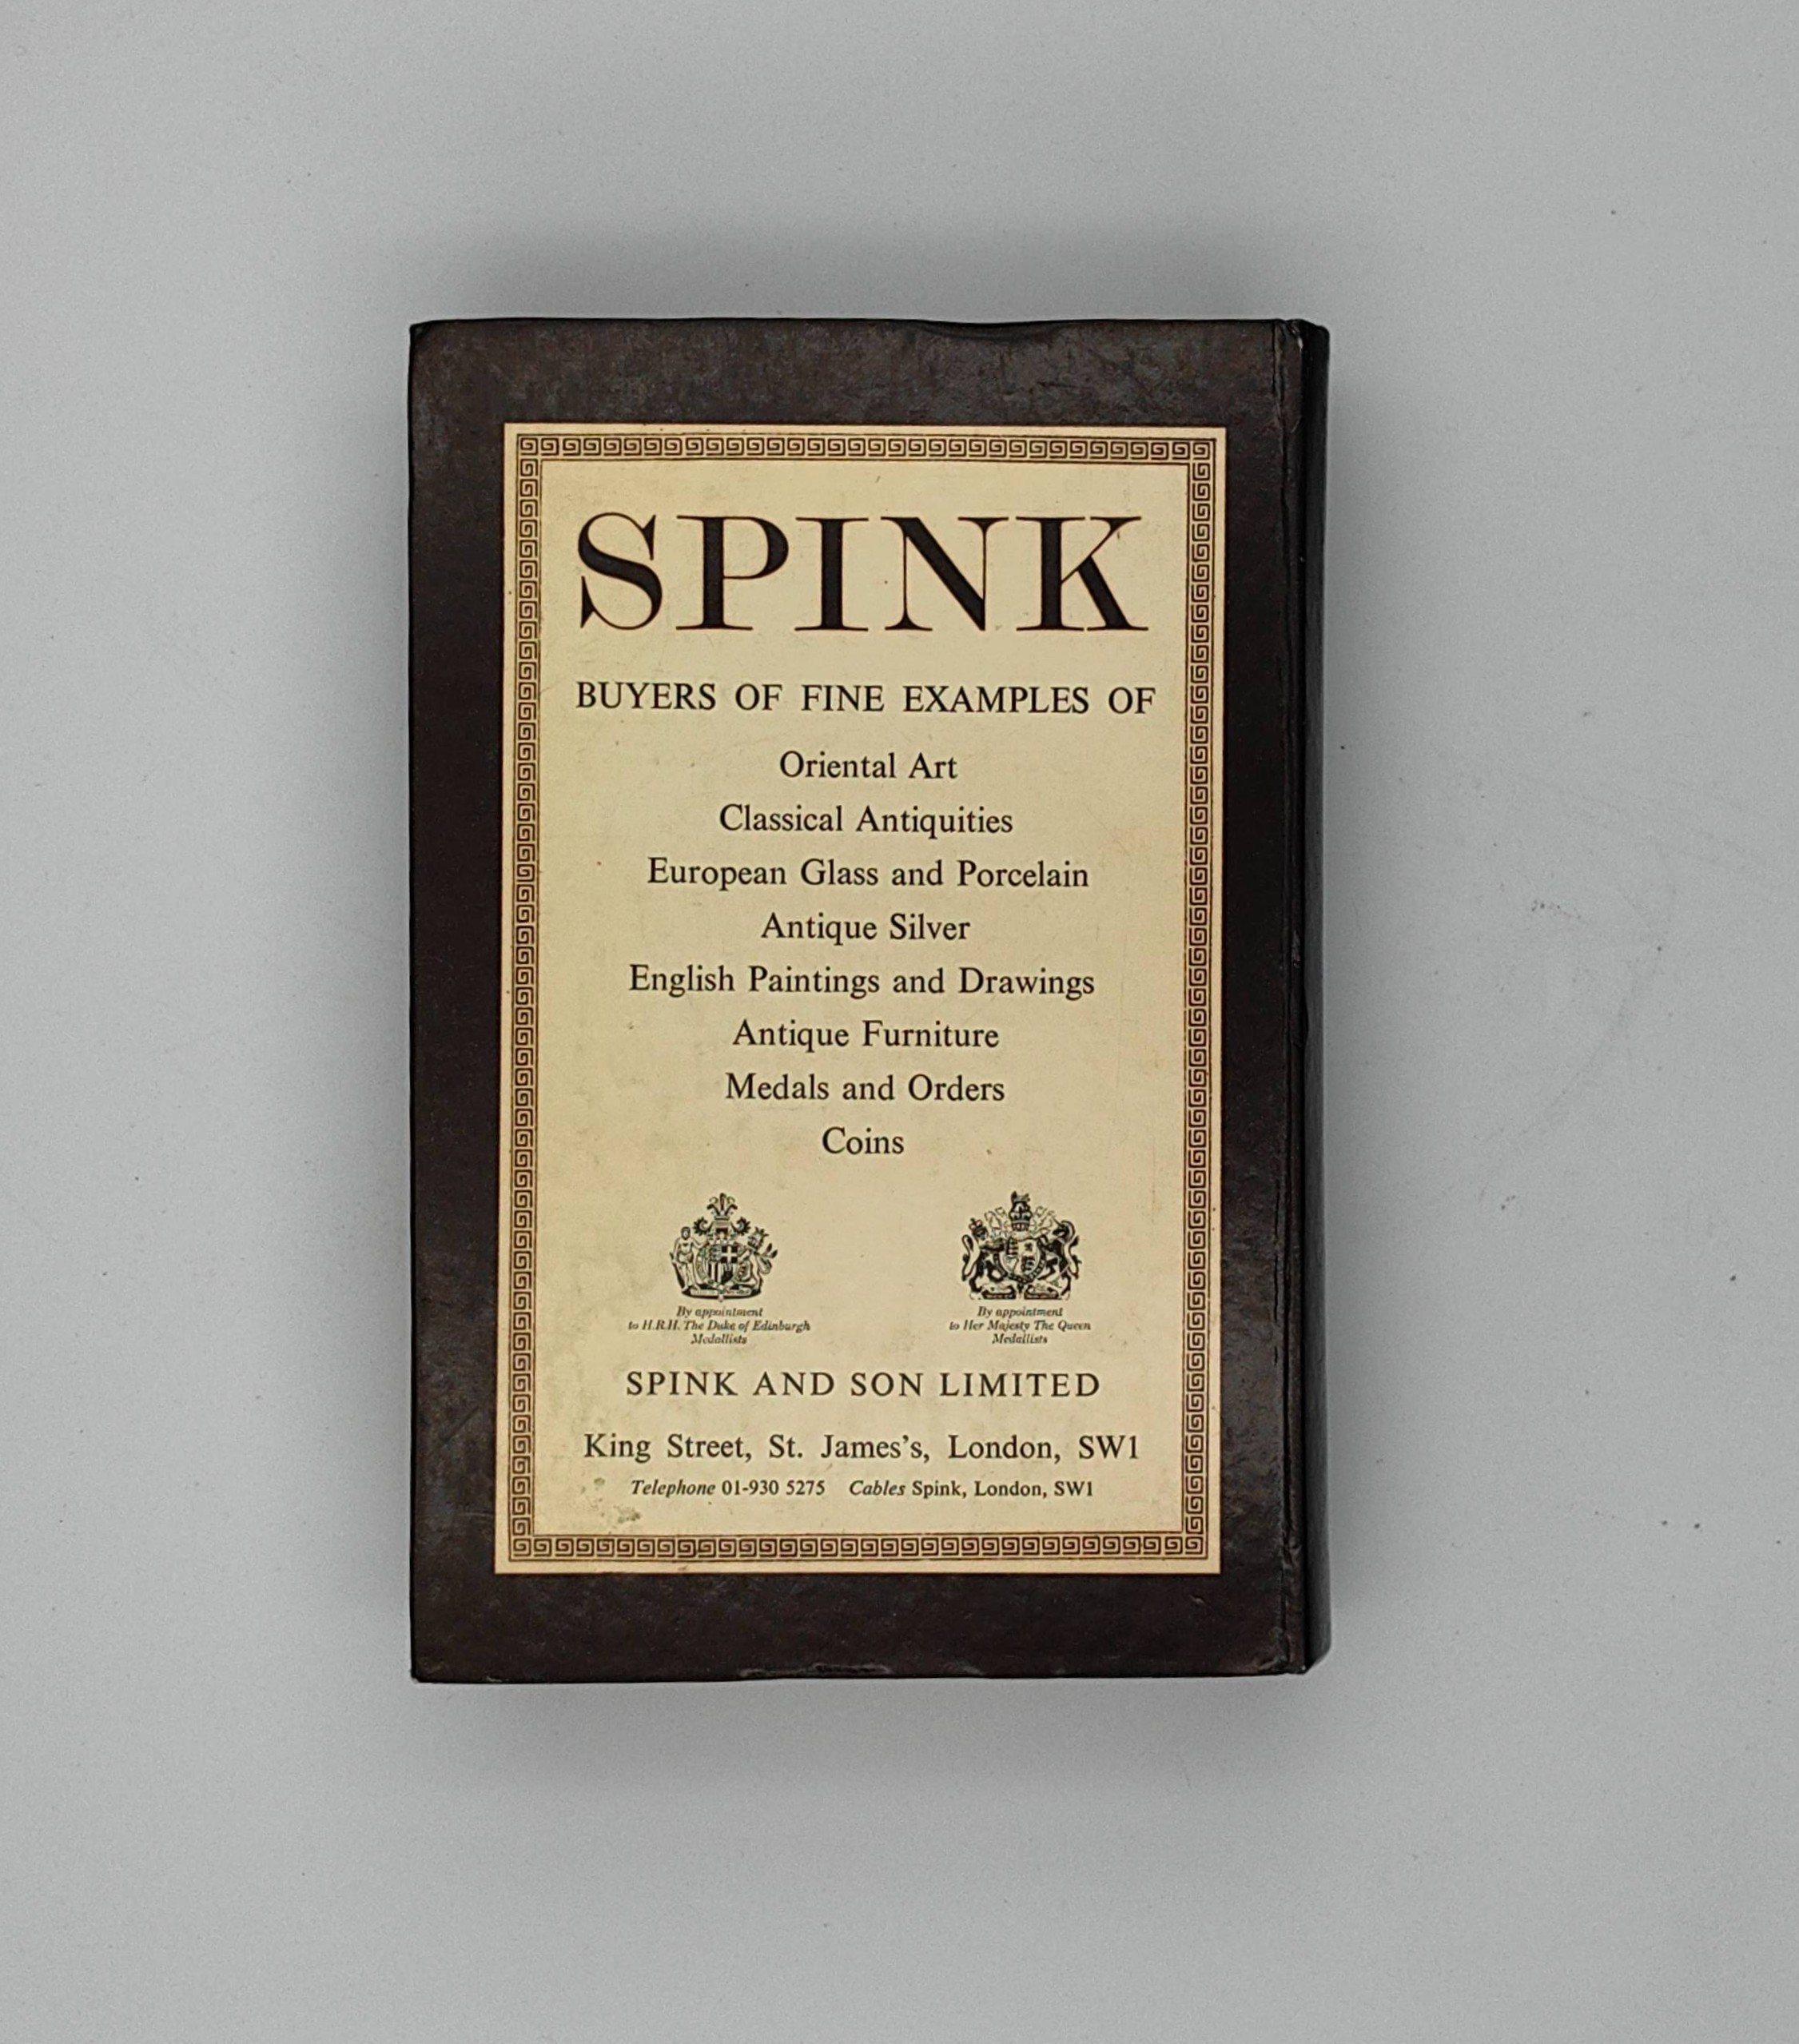 SPINK
BUYERS OF FINE EXAMPLES OF
Oriental Art
Classical Antiquities
European Glass and Porcelain
Antique Silver
English Paintings and Drawings
Antique Furniture
Medals and Orders
Coins
By appointment
to H.R.H. The Duke of Edinburgh
Medallists
By appointment
to Her Majesty The Queen
Medallists
SPINK AND SON LIMITED
King Street, St. James's, London, SW1
Telephone 01-930 5275 Cables Spink, London, SW1